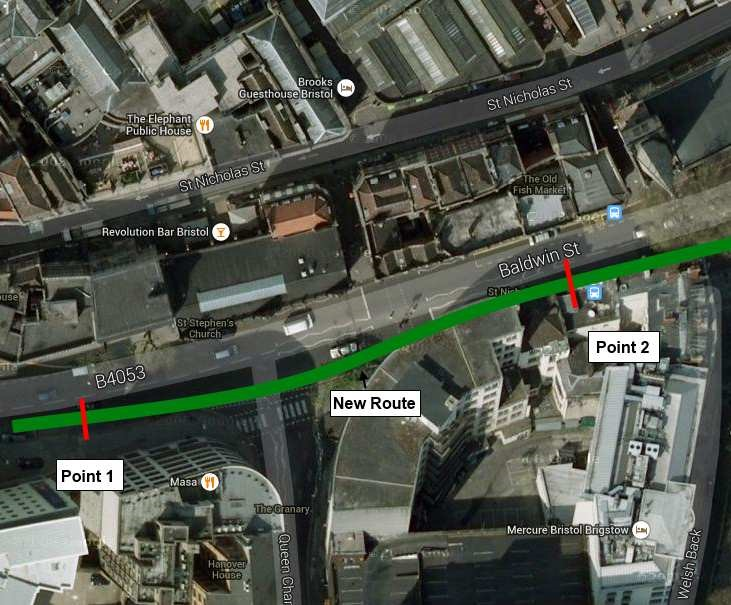 Brooks
Guesthouse Bristol
St Nicholas St
The Elephant
Public House
St Nicholas St
The Old
Fish Market
Revolution Bar Bristol
Baldwin St
St Stephen's
Church
Point 2
B4053
New Route
Point 1
Masa
The Granary
Mercure Bristol Brigstow
Hanover
House
Queen Char
Welsh Back